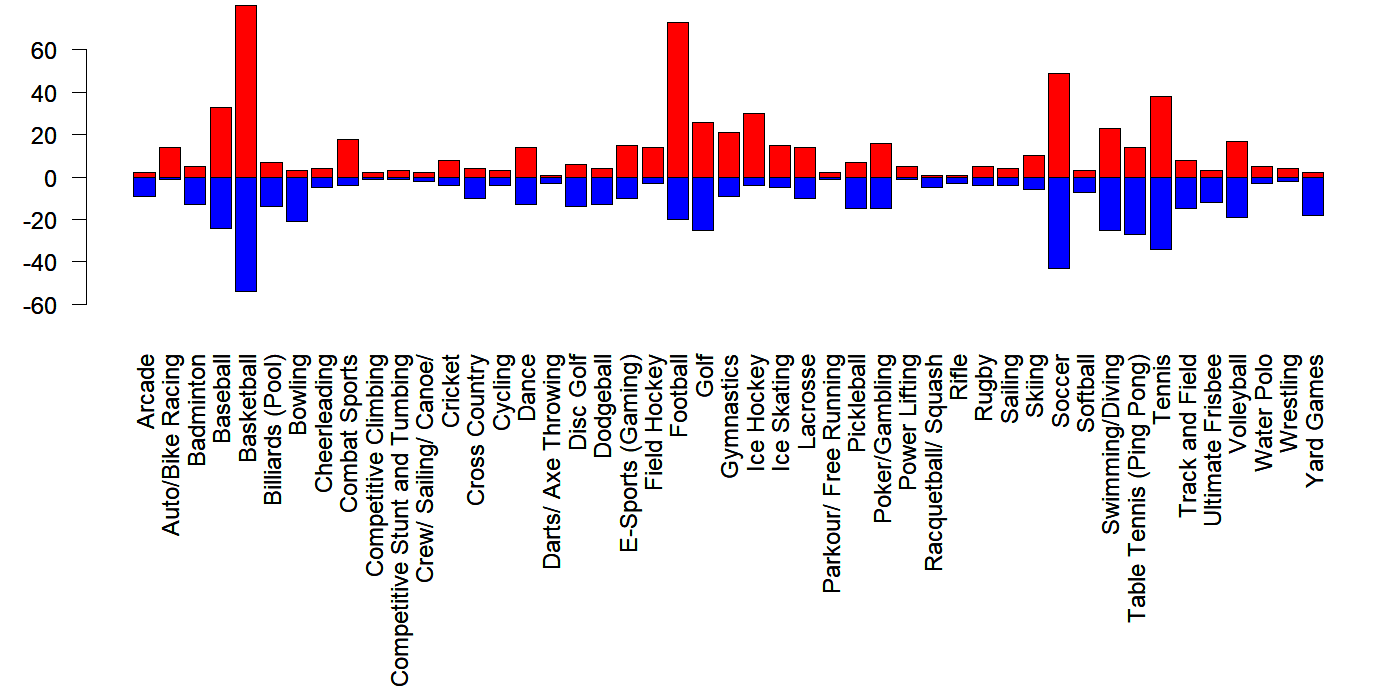 60
40
20
0
-20
-40
-60
Arcade
Auto/Bike Racing
Badminton
Baseball
Basketball
Billiards (Pool)
Bowling
Cheerleading
Combat Sports
Competitive Climbing
Competitive Stunt and Tumbing
Crew/ Sailing/ Canoe/
Cricket
Cross Country
Cycling
Dance
Darts/ Axe Throwing
Disc Golf
Dodgeball
E-Sports (Gaming)
Field Hockey
Football
Golf
Gymnastics
Ice Hockey
Ice Skating
Lacrosse
Parkour/ Free Running
Pickleball
Poker/Gambling
Power Lifting
Racquetball/ Squash
Rifle
Rugby
Sailing
Skiing
Soccer
Softball
Swimming/Diving
Table Tennis (Ping Pong)
Tennis
Track and Field
Ultimate Frisbee
Volleyball
Water Polo
Wrestling
Yard Games